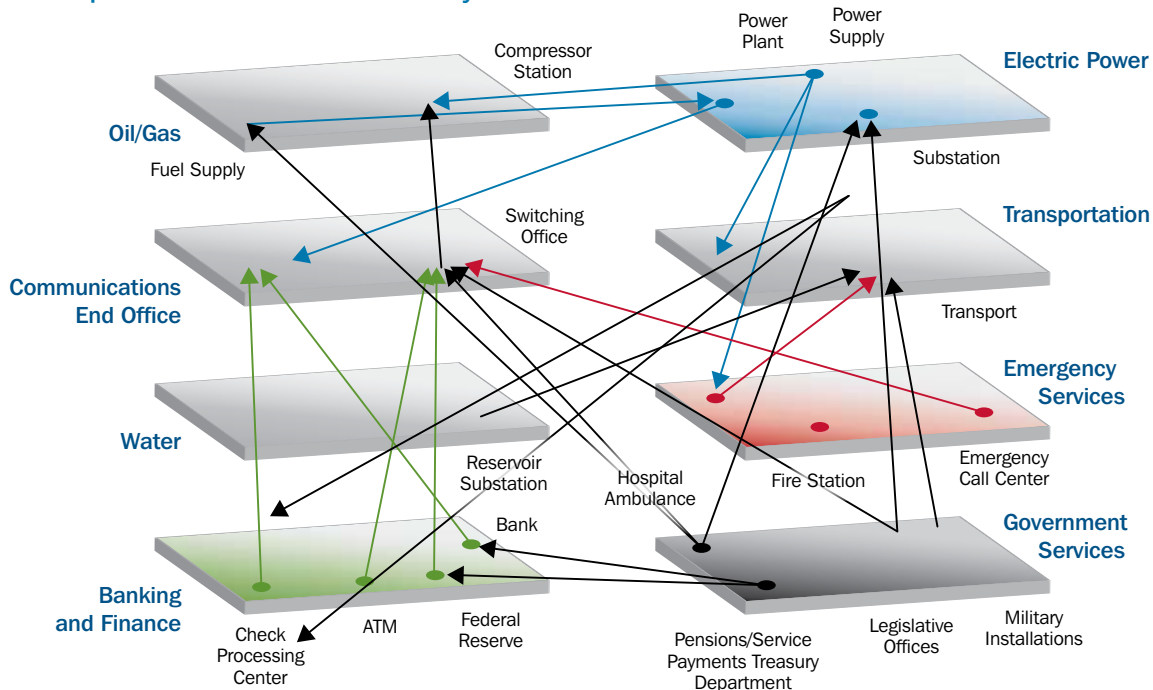 Compressor
Station
Power
Plant
Power
Supply
Electric Power
Oil/Gas
Fuel Supply
Substation
Switching
Office
Transportation
Communications
End Office
Transport
Emergency
Services
Water
Reservoir
Substation
Hospital
Ambulance
Fire Station
Emergency
Call Center
Bank
Government
Services
Banking
and Finance
Check
Processing
Center
ATM
Federal
Reserve
Pensions/Service
Payments Treasury
Department
Legislative
Offices
Military
Installations